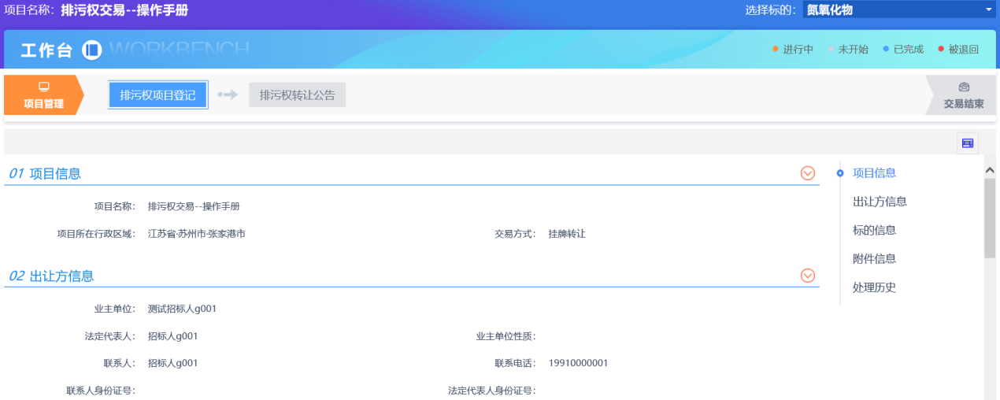 项目名称：排污权交易--操作手册 选择标的：氮氧化物
工作台 WORKBENCH 进行中 未开始 已完成 被退回
项目管理 排污权项目登记 排污权转让公告 交易结束
01 项目信息
项目名称： 排污权交易--操作手册
项目所在行政区域： 江苏省·苏州市·张家港市 交易方式： 挂牌转让
02 出让方信息
业主单位： 测试招标人g001
法定代表人： 招标人g001 业主单位性质：
联系人： 招标人g001 联系电话： 19910000001
联系人身份证号： 法定代表人身份证号：
项目信息
出让方信息
标的信息
附件信息
处理历史